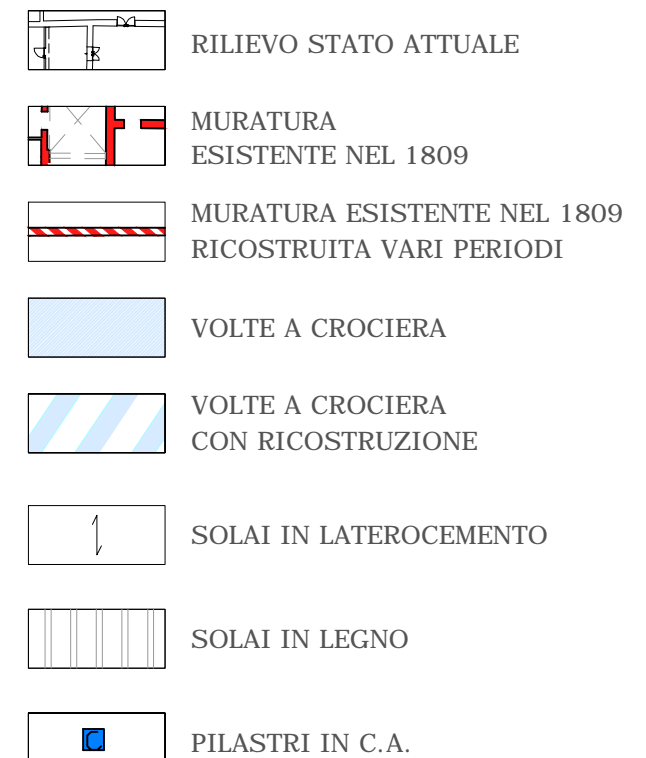 RILIEVO STATO ATTUALE
MURATURA
ESISTENTE NEL 1809
MURATURA ESISTENTE NEL 1809
RICOSTRUITA VARI PERIODI
VOLTE A CROCIERA
VOLTE A CROCIERA
CON RICOSTRUZIONE
SOLAI IN LATEROCEMENTO
SOLAI IN LEGNO
C
PILASTRI IN C.A.